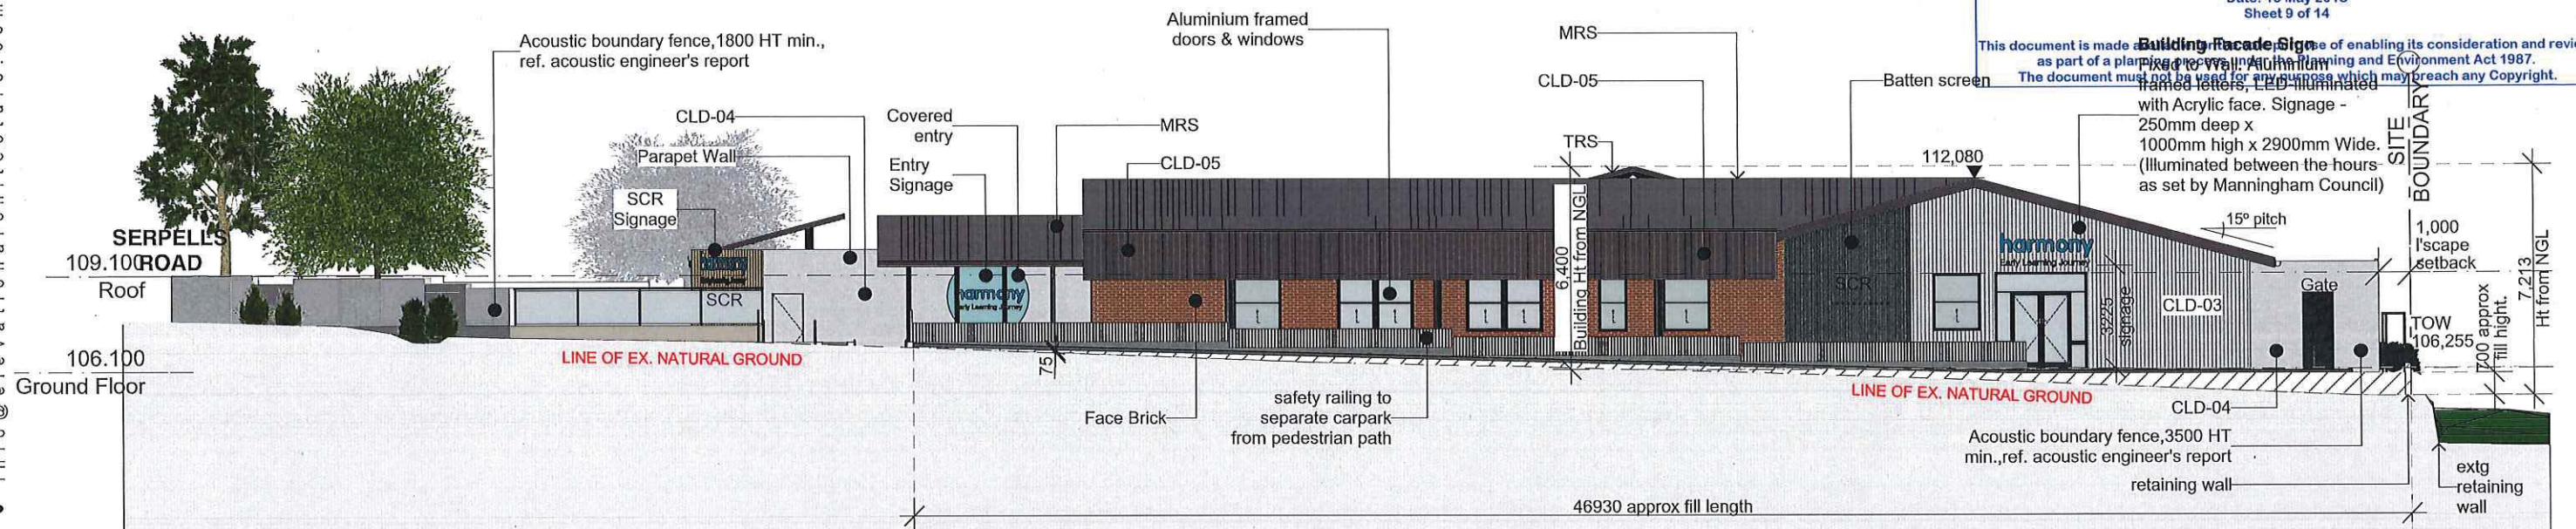 Sheet 9 of 14
This document is made available for the sole purpose of enabling its consideration and review
as part of a planning process under the Planning and Environment Act 1987.
The document must not be used for any purpose which may breach any Copyright.
Building Facade Sign
Fixed to Wall, Aluminium
framed letters, LED-illuminated
with Acrylic face. Signage -
250mm deep x
1000mm high x 2900mm Wide.
(Illuminated between the hours
as set by Manningham Council)
Acoustic boundary fence,1800 HT min.,
ref. acoustic engineer's report
CLD-04
Parapet Wall
SCR
Signage
Covered
entry
Entry
Signage
MRS
CLD-05
Aluminium framed
doors & windows
MRS
CLD-05
TRS
Batten screen
112,080
15º pitch
SITE
BOUNDARY
1,000
l'scape
setback
7,213
Ht from NGL
700 approx
fill hight.
TOW
106,255
SERPELLS
ROAD
109.100
Roof
106.100
Ground Floor
harmony
SCR
harmony
Early Learning Journey
6,400
Building Ht from NGL
SCR
harmony
Early Learning Journey
3225
signage
CLD-03
Gate
LINE OF EX. NATURAL GROUND
75
Face Brick
safety railing to
separate carpark
from pedestrian path
LINE OF EX. NATURAL GROUND
CLD-04
Acoustic boundary fence,3500 HT
min.,ref. acoustic engineer's report
retaining wall
extg
retaining
wall
46930 approx fill length